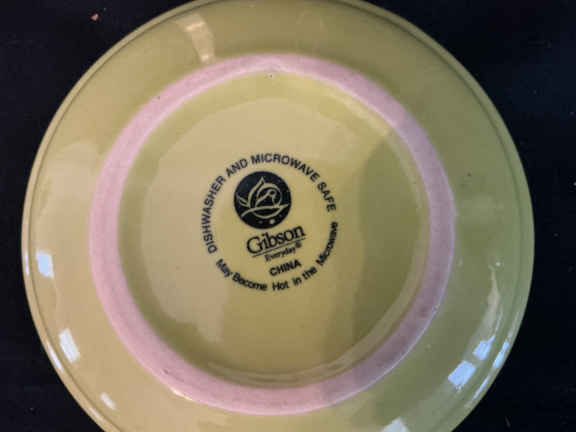 DISHWASHER AND MICROWAVE SAFE
Gibson
Everyday®
CHINA
May Become Hot in the Microwave